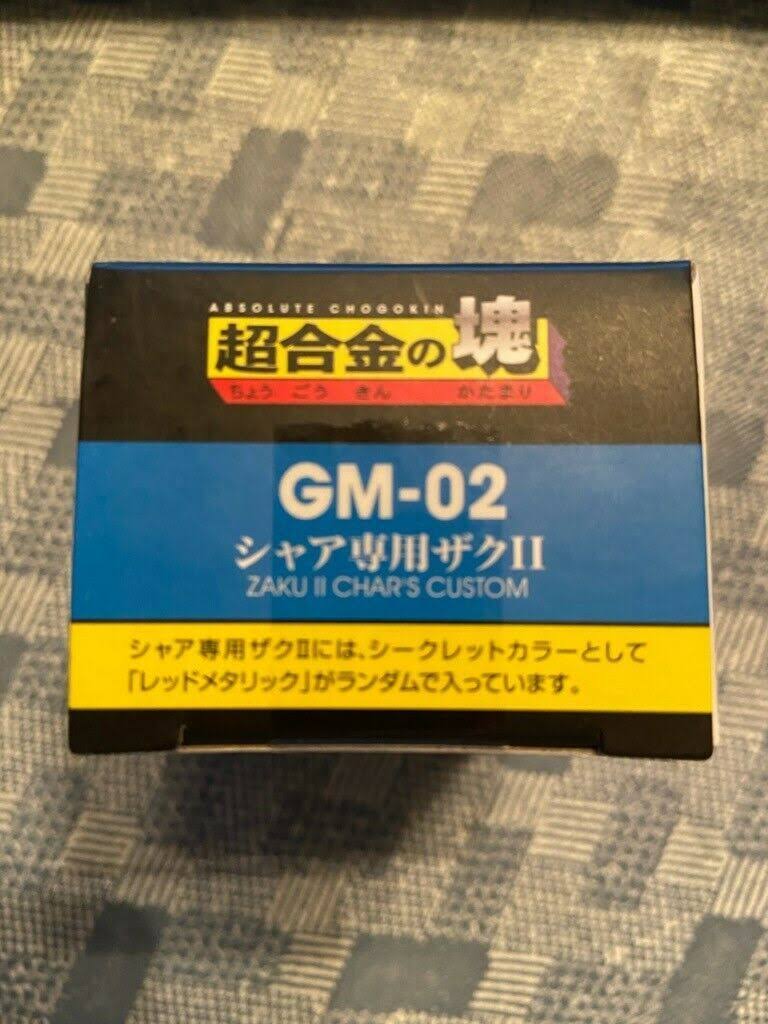 ABSOLUTE CHOGOKIN
超合金の塊
ちょう ごう きん かたまり
GM-02
シャア専用ザクII
ZAKU II CHAR'S CUSTOM
シャア専用ザクⅡには、シークレットカラーとして
「レッドメタリック」がランダムで入っています。